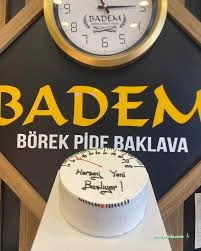 BADEM
BADEM
BÖREK PİDE BAKLAVA
Herşey Yeni
Başlıyor !